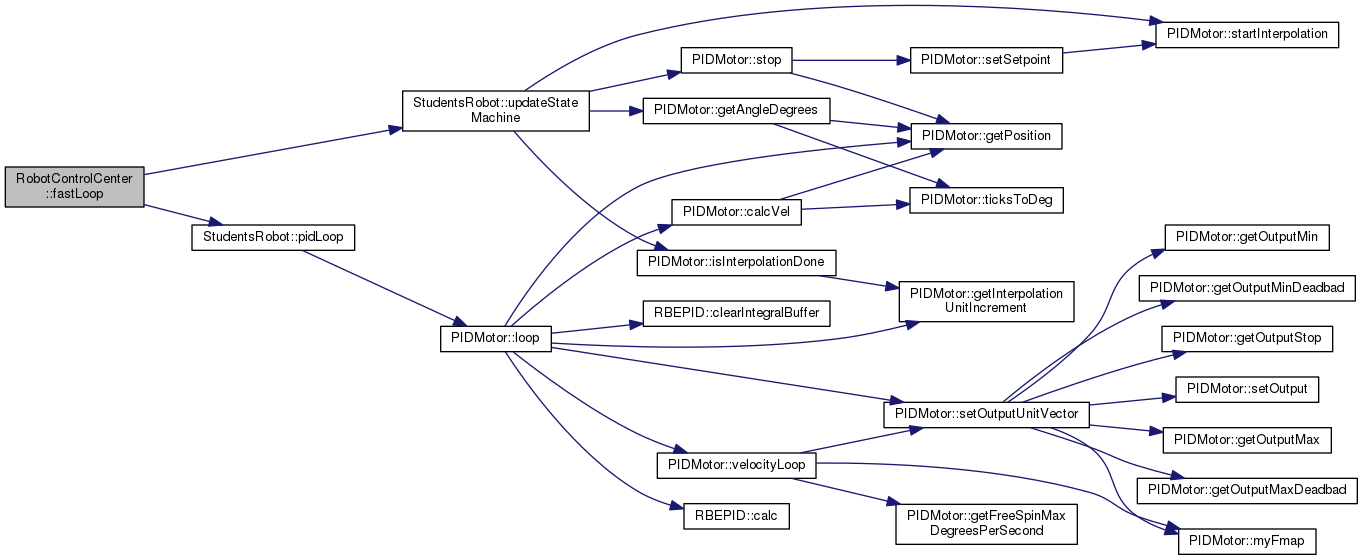 RobotControlCenter
::fastLoop
StudentsRobot::updateState
Machine
StudentsRobot::pidLoop
PIDMotor::loop
PIDMotor::stop
PIDMotor::getAngleDegrees
PIDMotor::calcVel
PIDMotor::isInterpolationDone
RBEPID::clearIntegralBuffer
PIDMotor::velocityLoop
RBEPID::calc
PIDMotor::setSetpoint
PIDMotor::getPosition
PIDMotor::ticksToDeg
PIDMotor::getInterpolation
UnitIncrement
PIDMotor::setOutputUnitVector
PIDMotor::getFreeSpinMax
DegreesPerSecond
PIDMotor::startInterpolation
PIDMotor::getOutputMin
PIDMotor::getOutputMinDeadbad
PIDMotor::getOutputStop
PIDMotor::setOutput
PIDMotor::getOutputMax
PIDMotor::getOutputMaxDeadbad
PIDMotor::myFmap